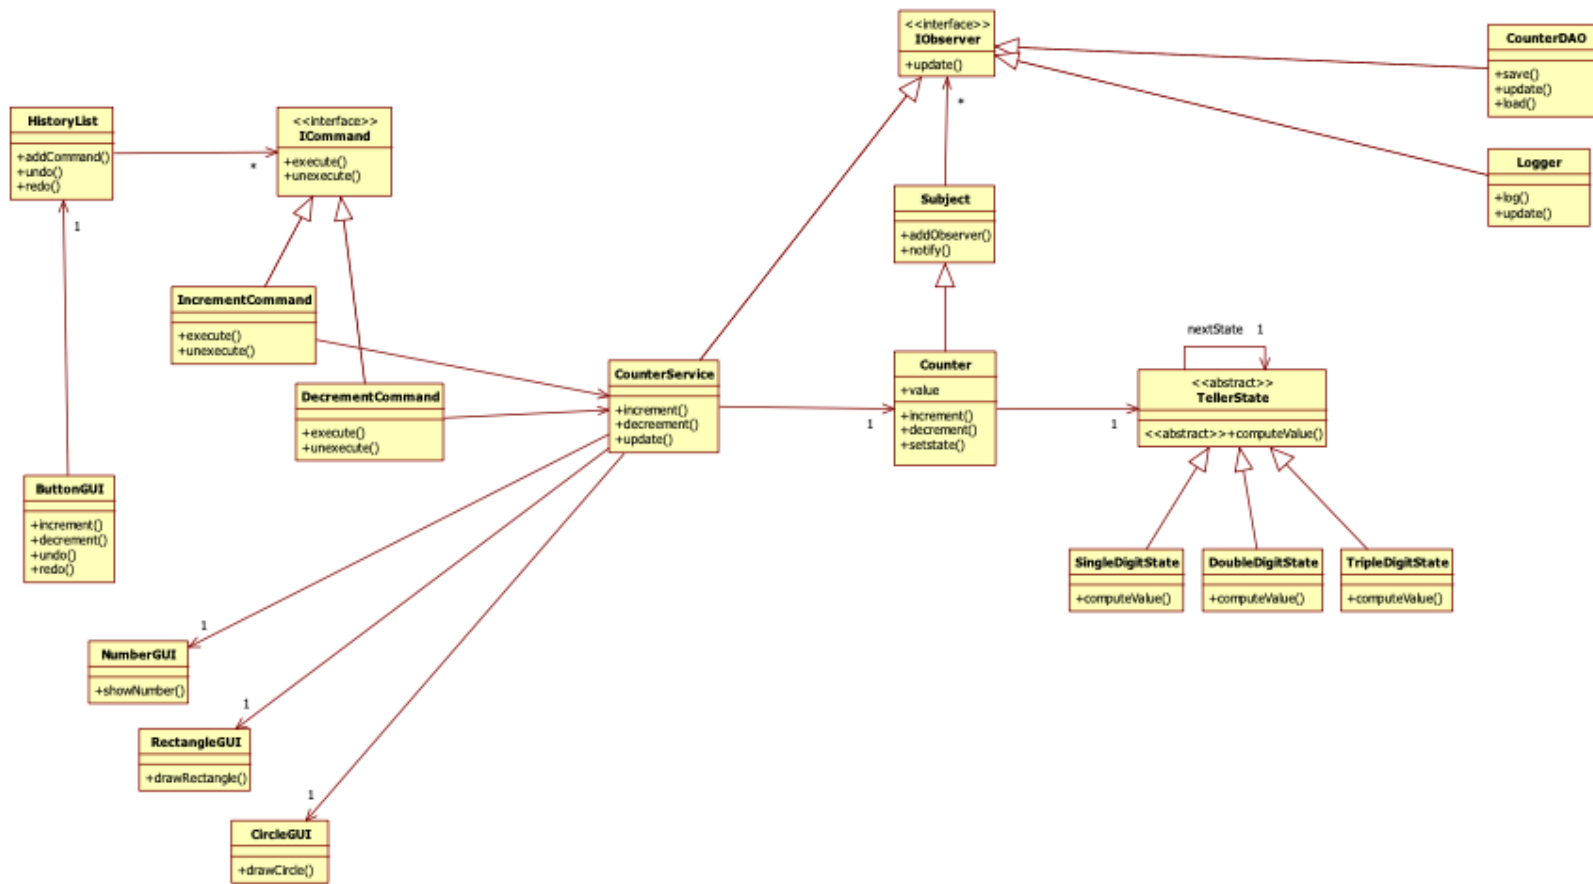 <<interface>>
IObserver
+update()
*
CounterDAO
+save()
+update()
+load()
Logger
+log()
+update()
HistoryList
+addCommand()
+undo()
+redo()
*
1
<<interface>>
ICommand
+execute()
+unexecute()
Subject
+addObserver()
+notify()
IncrementCommand
+execute()
+unexecute()
DecrementCommand
+execute()
+unexecute()
CounterService
+increment()
+decreement()
+update()
1
Counter
+value
+increment()
+decrement()
+setstate()
1
nextState 1
<<abstract>>
TellerState
<<abstract>>+computeValue()
ButtonGUI
+increment()
+decrement()
+undo()
+redo()
SingleDigitState
+computeValue()
DoubleDigitState
+computeValue()
TripleDigitState
+computeValue()
1
NumberGUI
+showNumber()
1
RectangleGUI
+drawRectangle()
1
CircleGUI
+drawCircle()